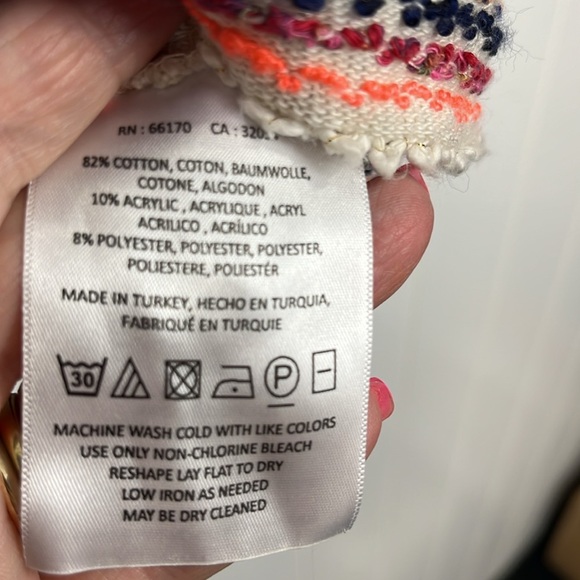 RN : 66170 CA :
82% COTTON, COTON, BAUMWOLLE,
COTONE, ALGODON
10% ACRYLIC , ACRYLIQUE , ACRYL
ACRILICO , ACRÍLICO
8% POLYESTER, POLYESTER, POLYESTER,
POLIESTERE, POLIESTÉR
MADE IN TURKEY, HECHO EN TURQUIA,
FABRIQUÉ EN TURQUIE
30 P
MACHINE WASH COLD WITH LIKE COLORS
USE ONLY NON-CHLORINE BLEACH
RESHAPE LAY FLAT TO DRY
LOW IRON AS NEEDED
MAY BE DRY CLEANED